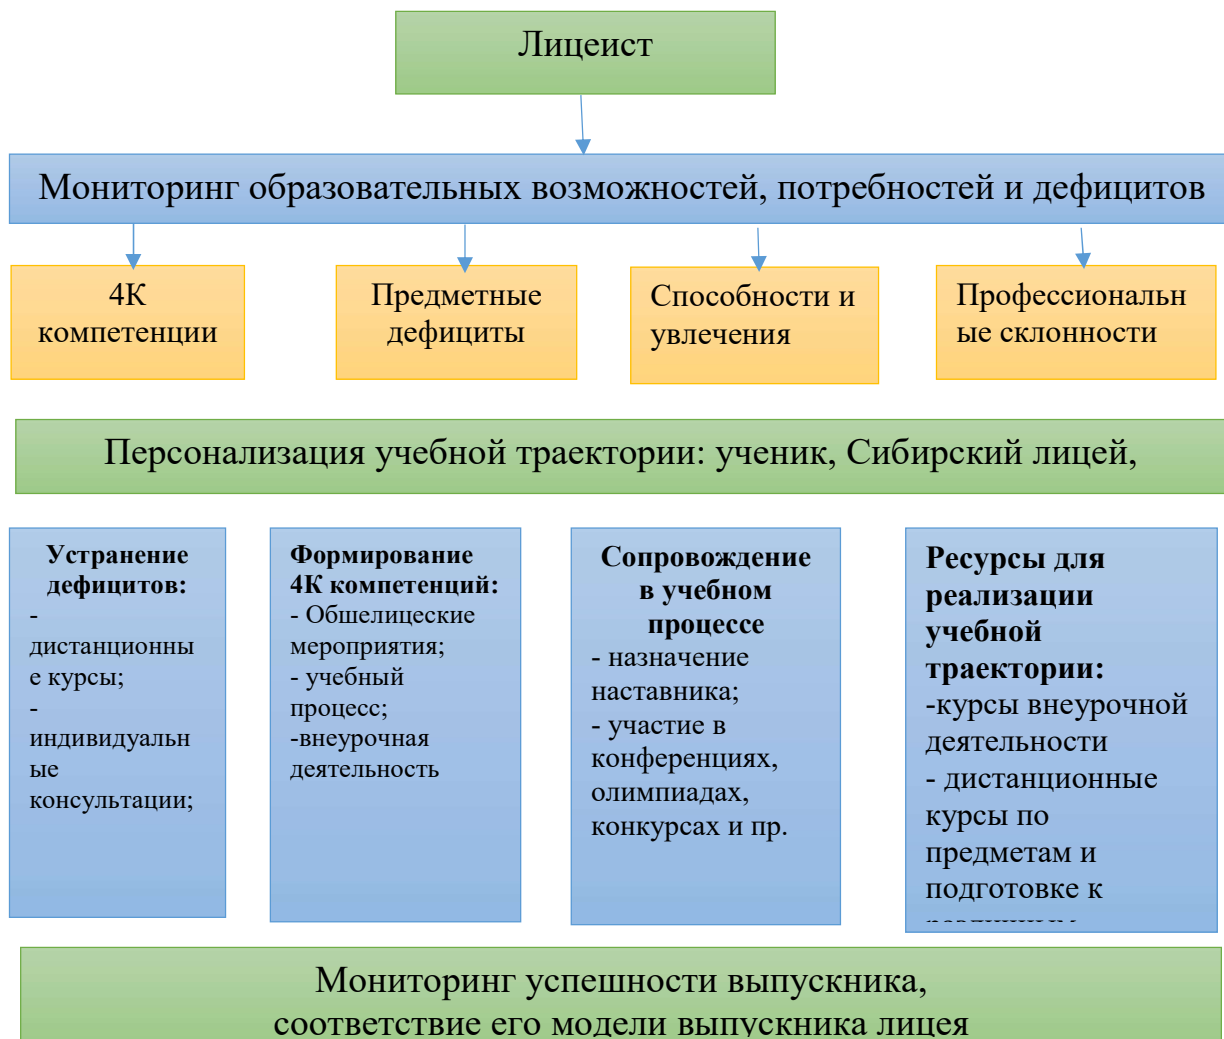 Лицеист
Мониторинг образовательных возможностей, потребностей и дефицитов
4К
компетенции
Предметные
дефициты
Способности и
увлечения
Профессиональн
ые склонности
Персонализация учебной траектории: ученик, Сибирский лицей,
Устранение
дефицитов:
-
дистанционны
е курсы;
-
индивидуальн
ые
консультации;
Формирование
4К компетенций:
- Обшелицеские
мероприятия;
- учебный
процесс;
-внеурочная
деятельность
Сопровождение
в учебном
процессе
- назначение
наставника;
- участие в
конференциях,
олимпиадах,
конкурсах и пр.
Ресурсы для
реализации
учебной
траектории:
-курсы внеурочной
деятельности
- дистанционные
курсы по
предметам и
подготовке к
Мониторинг успешности выпускника,
соответствие его модели выпускника лицея